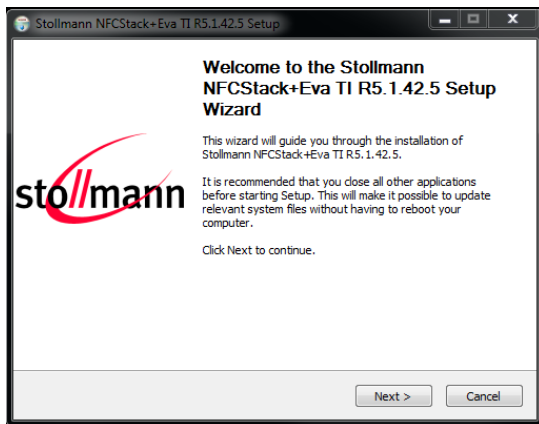 Stollmann NFCStack+Eva TI R5.1.42.5 Setup
Welcome to the Stollmann
NFCStack+Eva TI R5.1.42.5 Setup
Wizard
This wizard will guide you through the installation of
Stollmann NFCStack+Eva TI R5.1.42.5.
It is recommended that you close all other applications
before starting Setup. This will make it possible to update
relevant system files without having to reboot your
computer.
Click Next to continue.
stollmann
Next >
Cancel